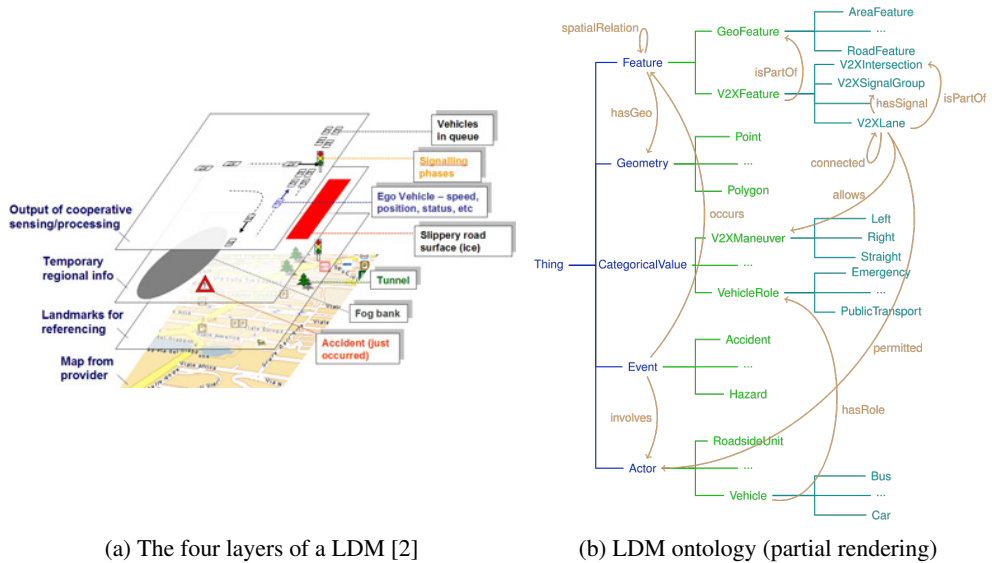 Vehicles
in queue
Signalling
phases
Ego Vehicle – speed,
position, status, etc
Output of cooperative
sensing/processing
Slippery road
surface (ice)
Temporary
regional info
Tunnel
Fog bank
Landmarks for
referencing
Accident (just
occurred)
Map from
provider
(a) The four layers of a LDM [2]
AreaFeature
spatialRelation
GeoFeature
...
RoadFeature
Feature
V2XIntersection
isPartOf
V2XSignalGroup
V2XFeature
isPartOf
hasSignal
hasGeo
V2XLane
Point
Geometry
...
connected
Polygon
allows
occurs
Left
V2XManeuver
Right
Straight
Thing
CategoricalValue
...
Emergency
VehicleRole
...
PublicTransport
Accident
permitted
Event
...
Hazard
involves
hasRole
RoadsideUnit
Actor
...
Bus
Vehicle
...
Car
(b) LDM ontology (partial rendering)